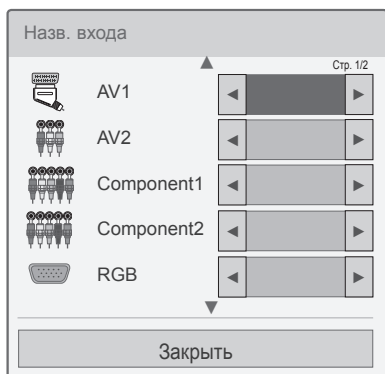 Назв. входа
Стр. 1/2
AV1
AV2
Component1
Component2
RGB
Закрыть